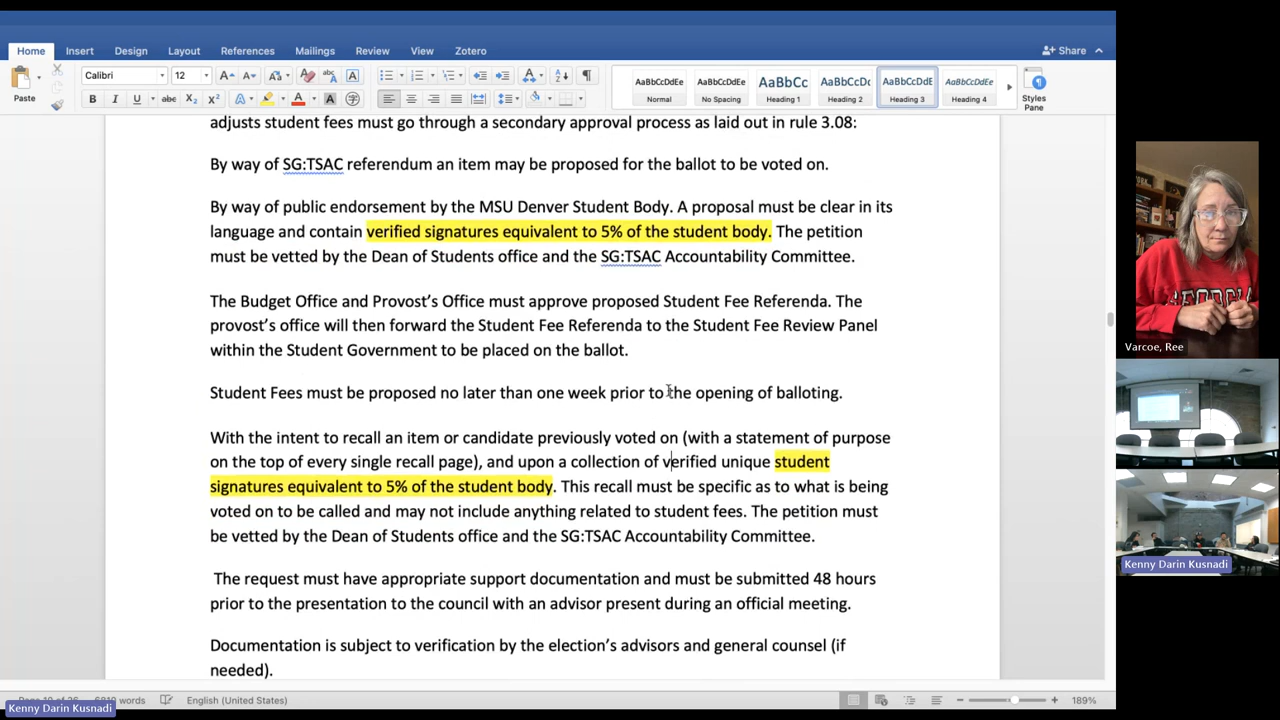 Home Insert Design Layout References Mailings Review View Zotero Share
Paste Calibri 12 AaBbCcDdEe AaBbCcDdEe AaBbCc AaBbCcDc AaBbCcDdE AaBbCcDdEe
Normal No Spacing Heading 1 Heading 2 Heading 3 Heading 4 Styles Pane
adjusts student fees must go through a secondary approval process as laid out in rule 3.08:
By way of SG:TSAC referendum an item may be proposed for the ballot to be voted on.
By way of public endorsement by the MSU Denver Student Body. A proposal must be clear in its
language and contain verified signatures equivalent to 5% of the student body. The petition
must be vetted by the Dean of Students office and the SG:TSAC Accountability Committee.
The Budget Office and Provost’s Office must approve proposed Student Fee Referenda. The
provost’s office will then forward the Student Fee Referenda to the Student Fee Review Panel
within the Student Government to be placed on the ballot.
Student Fees must be proposed no later than one week prior to the opening of balloting.
With the intent to recall an item or candidate previously voted on (with a statement of purpose
on the top of every single recall page), and upon a collection of verified unique student
signatures equivalent to 5% of the student body. This recall must be specific as to what is being
voted on to be called and may not include anything related to student fees. The petition must
be vetted by the Dean of Students office and the SG:TSAC Accountability Committee.
The request must have appropriate support documentation and must be submitted 48 hours
prior to the presentation to the council with an advisor present during an official meeting.
Documentation is subject to verification by the election’s advisors and general counsel (if
needed).
English (United States) 189%
Kenny Darin Kusnadi
GEORGIA
Varcoe, Ree
Kenny Darin Kusnadi